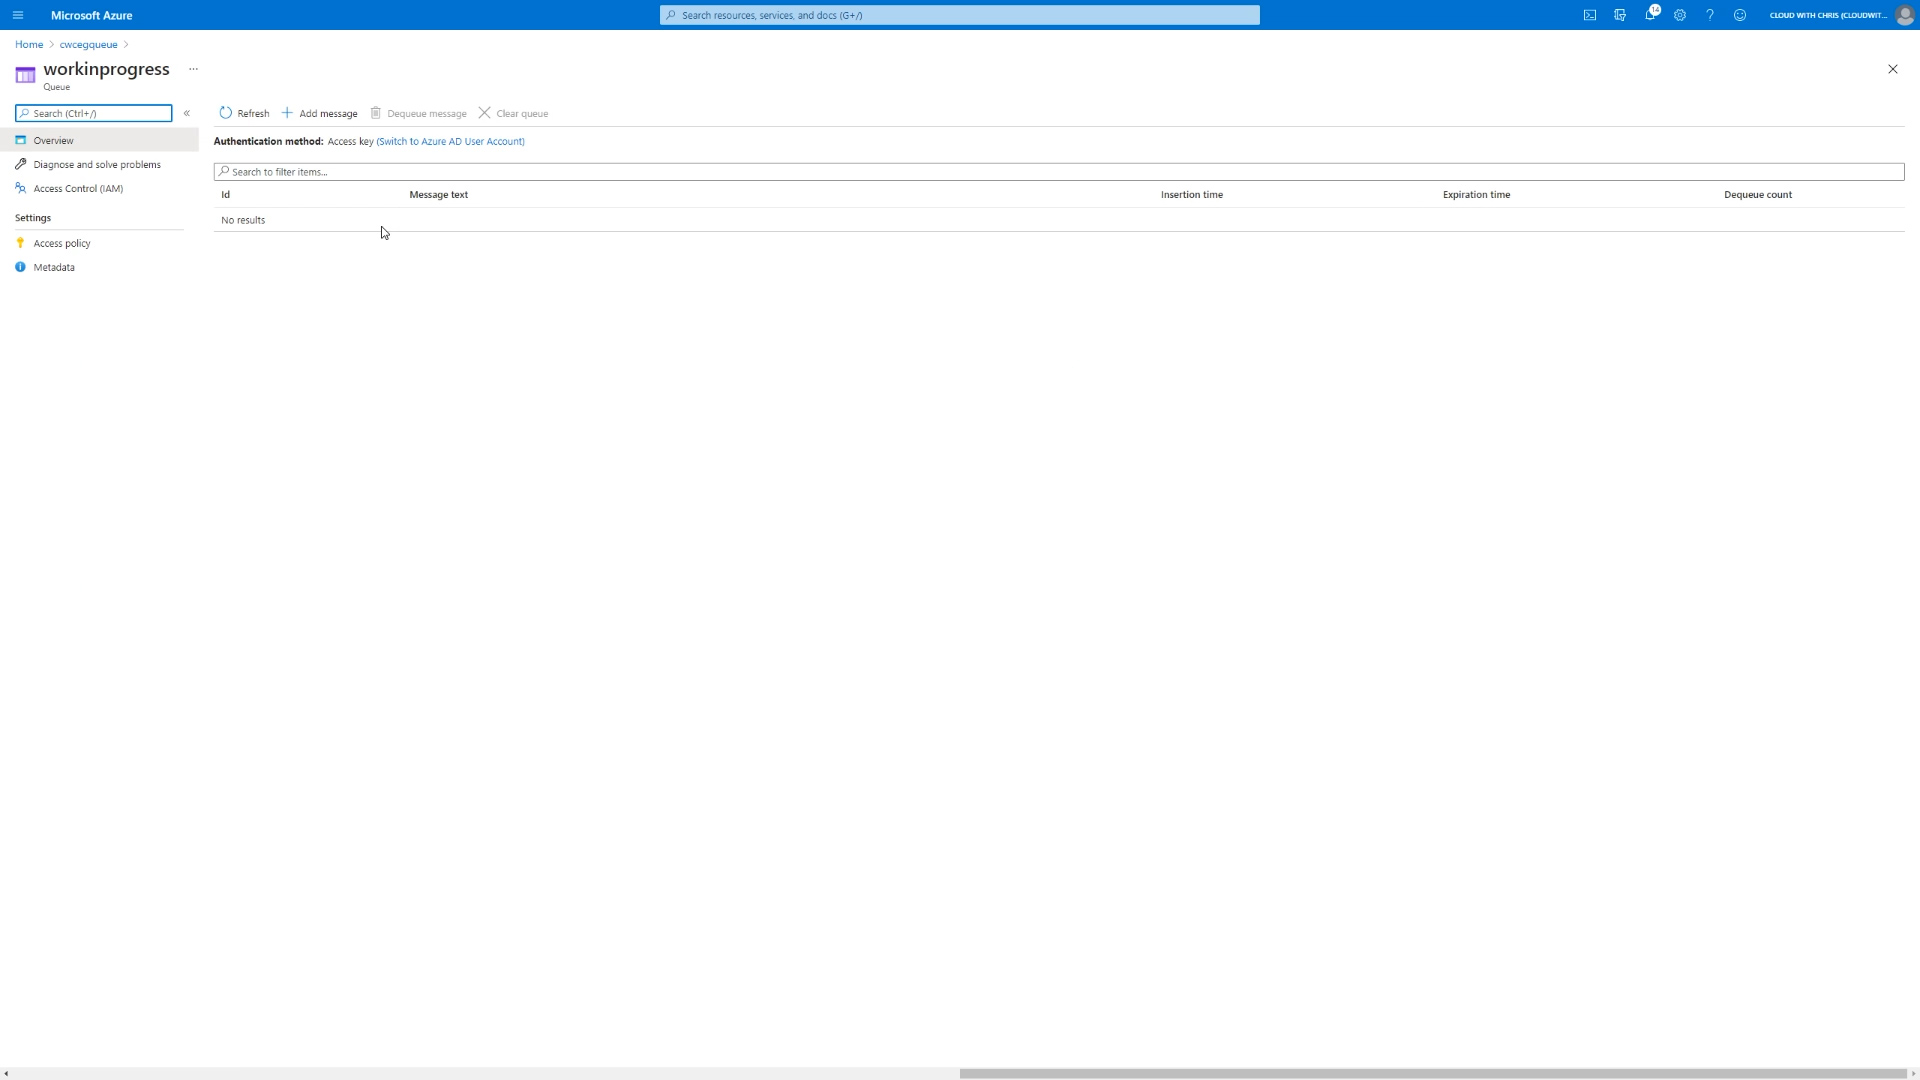 Microsoft Azure
Search resources, services, and docs (G+/)
14
CLOUD WITH CHRIS (CLOUDWIT...
Home > cwcegqueue >
workinprogress ...
Queue
Search (Ctrl+/)
«
Refresh
Add message
Dequeue message
Clear queue
Overview
Diagnose and solve problems
Access Control (IAM)
Settings
Access policy
Metadata
Authentication method: Access key (Switch to Azure AD User Account)
Search to filter items...
Id Message text Insertion time Expiration time Dequeue count
No results